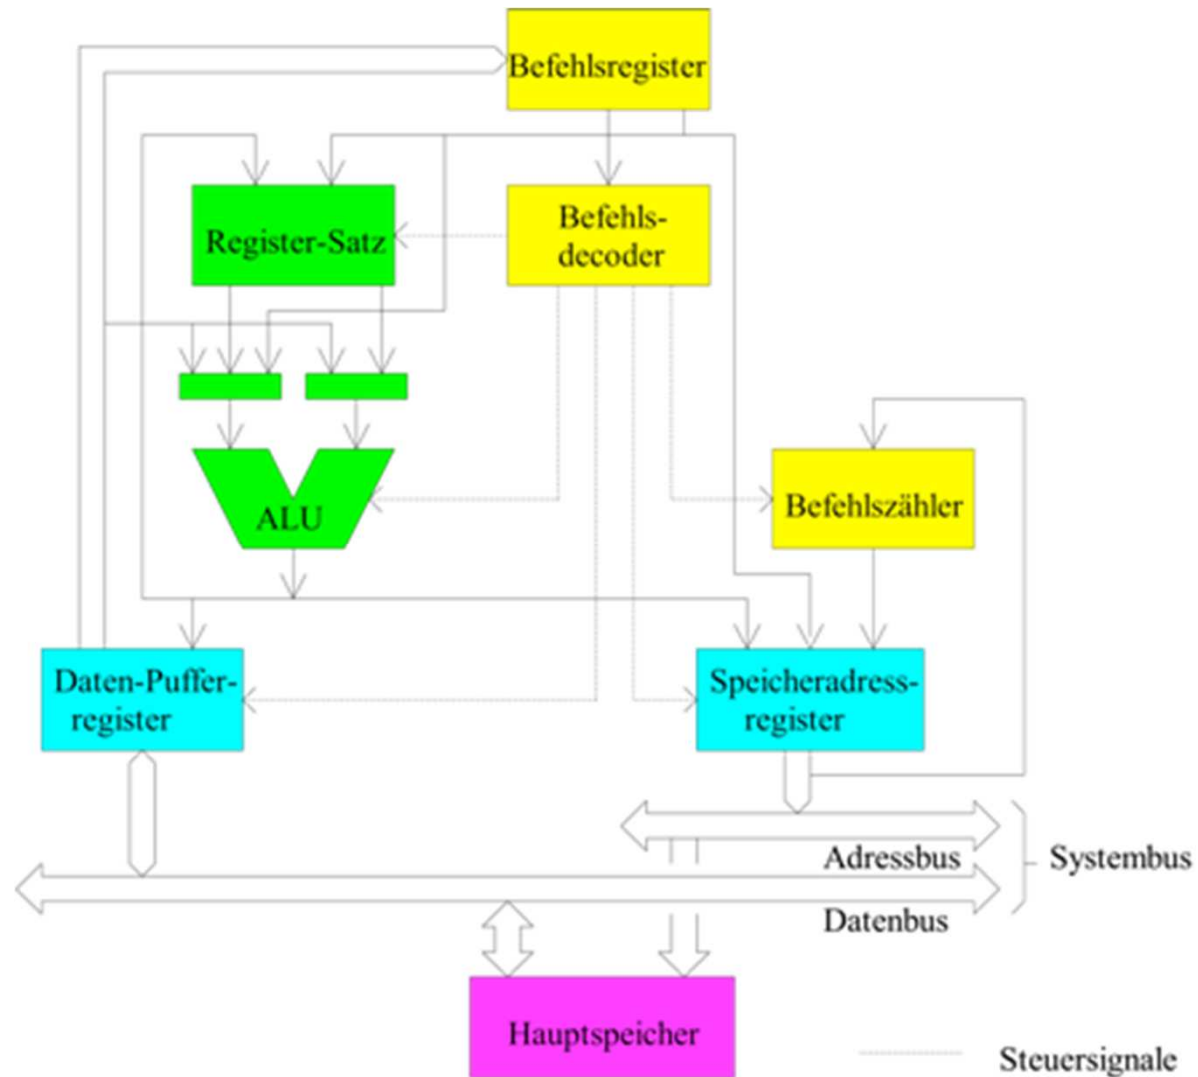 Befehlsregister
Register-Satz
Befehls-
decoder
ALU
Befehlszähler
Daten-Puffer-
register
Speicheradress-
register
Adressbus
Systembus
Datenbus
Hauptspeicher
Steuersignale